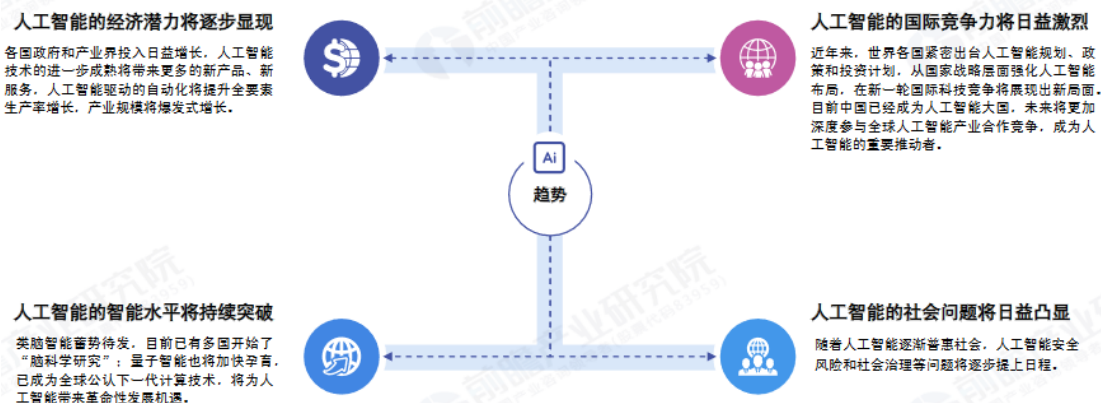 人工智能的经济潜力将逐步显现
各国政府和产业界投入日益增长，人工智能
技术的进一步成熟将带来更多的新产品、新
服务，人工智能驱动的自动化将提升全要素
生产率增长，产业规模将爆发式增长。
人工智能的国际竞争力将日益激烈
近年来，世界各国紧密出台人工智能规划、政
策和投资计划，从国家战略层面强化人工智能
布局，在新一轮国际科技竞争将展现出新局面。
目前中国已经成为人工智能大国，未来将更加
深度参与全球人工智能产业合作竞争，成为人
工智能的重要推动者。
Ai
趋势
人工智能的智能水平将持续突破
类脑智能蓄势待发，目前已有多国开始了
“脑科学研究”；量子智能也将加快孕育，
已成为全球公认下一代计算技术，将为人
工智能带来革命性发展机遇。
人工智能的社会问题将日益凸显
随着人工智能逐渐普惠社会，人工智能安全
风险和社会治理等问题将逐步提上日程。